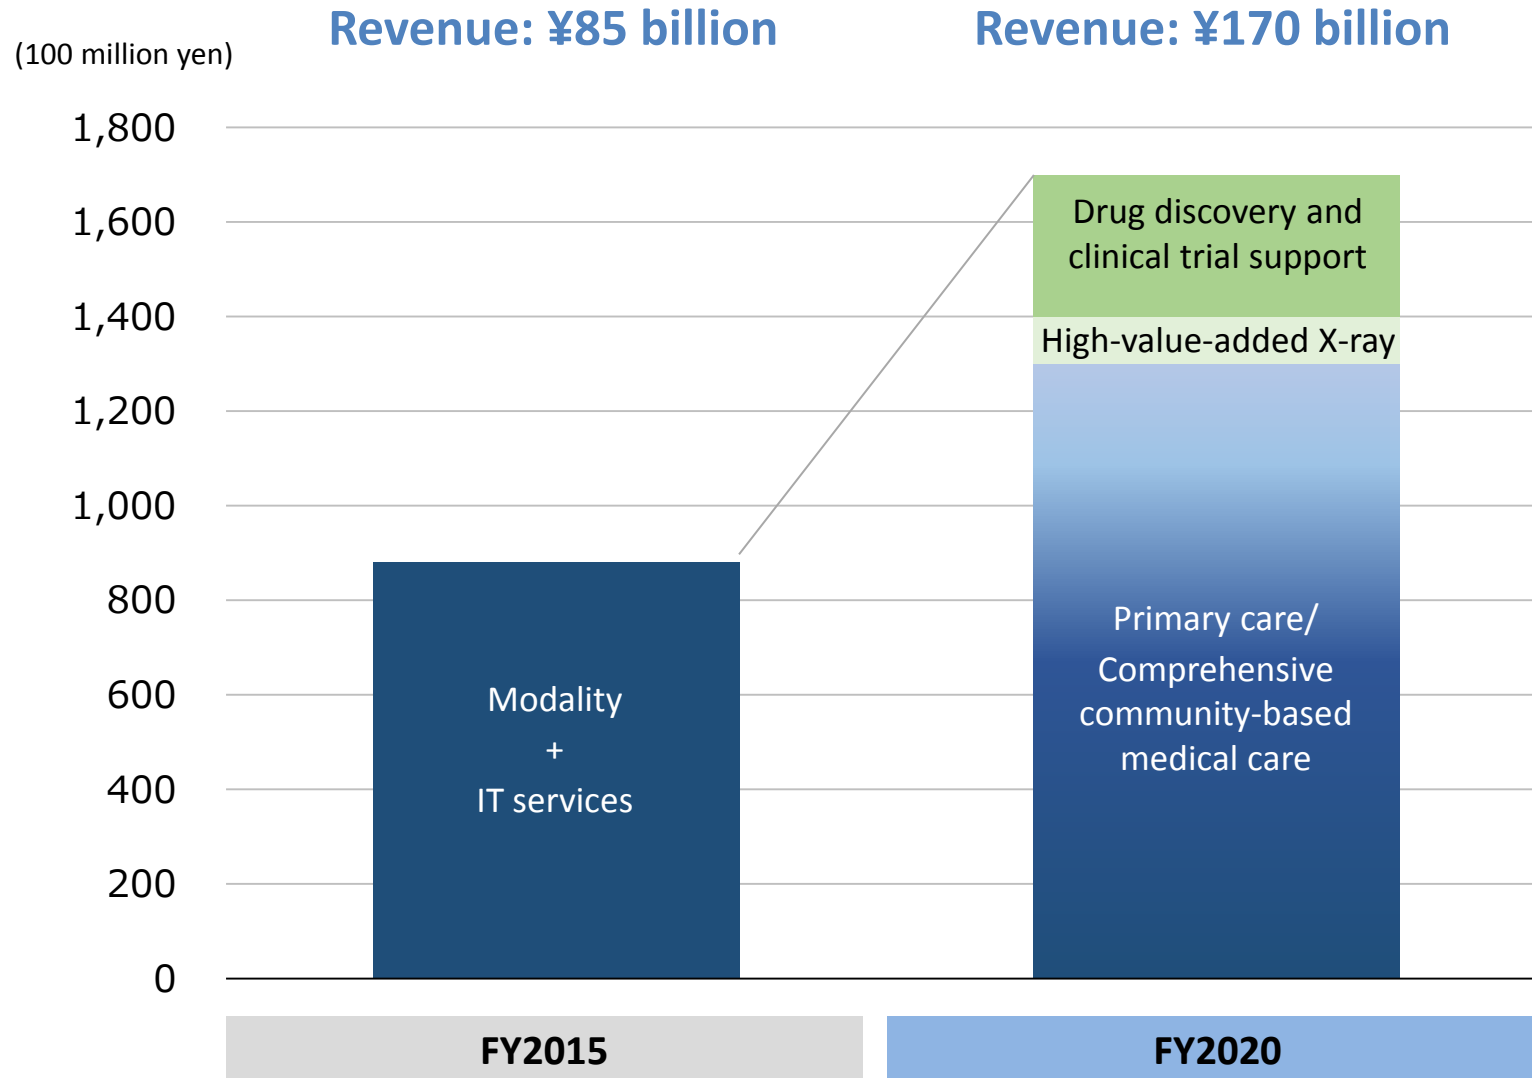 Revenue: ¥85 billion
Revenue: ¥170 billion
(100 million yen)
1,800
1,600
1,400
1,200
1,000
800
600
400
200
0
Modality
+
IT services
Drug discovery and
clinical trial support
High-value-added X-ray
Primary care/
Comprehensive
community-based
medical care
FY2015
FY2020